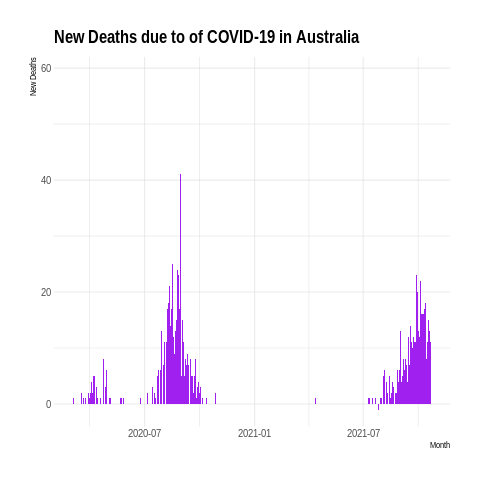 New Deaths due to of COVID-19 in Australia
New Deaths
60
40
20
0
2020-07
2021-01
2021-07
Month